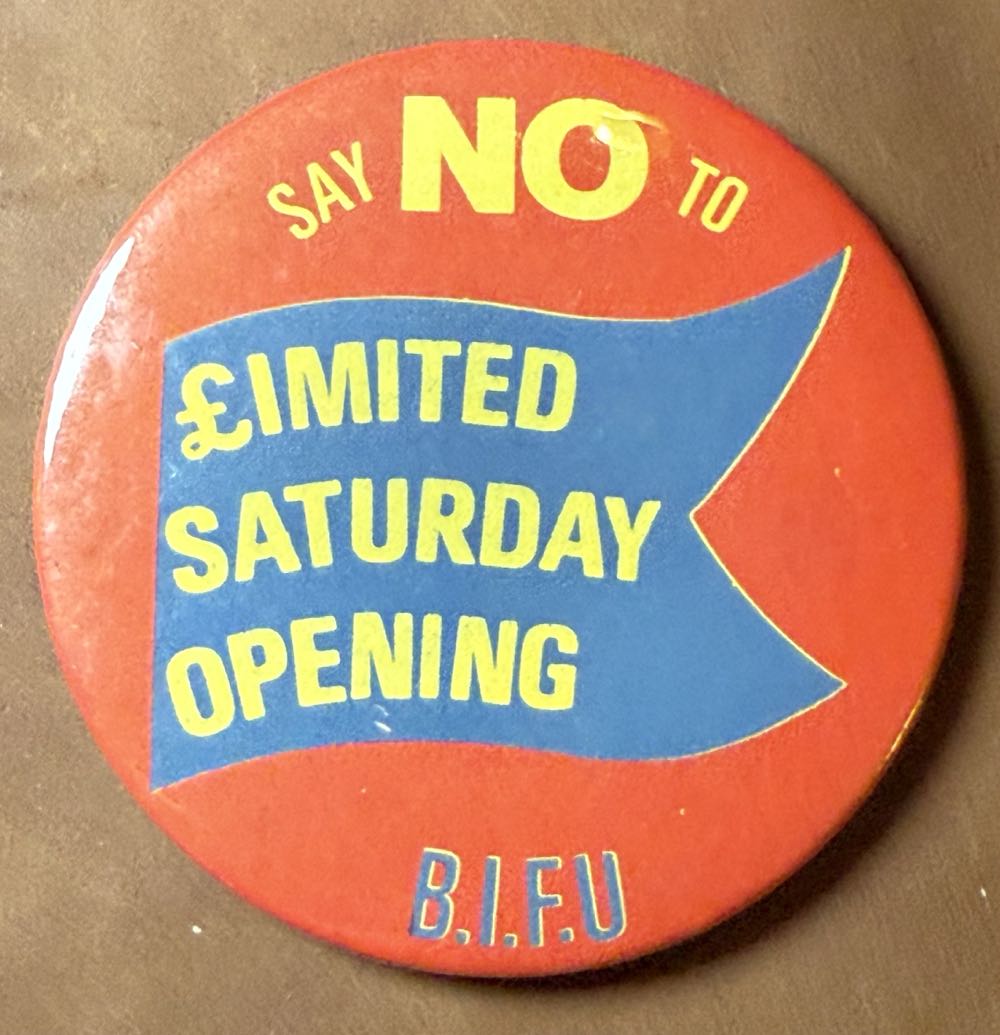 SAY NO TO
£IMITED
SATURDAY
OPENING
B.I.F.U